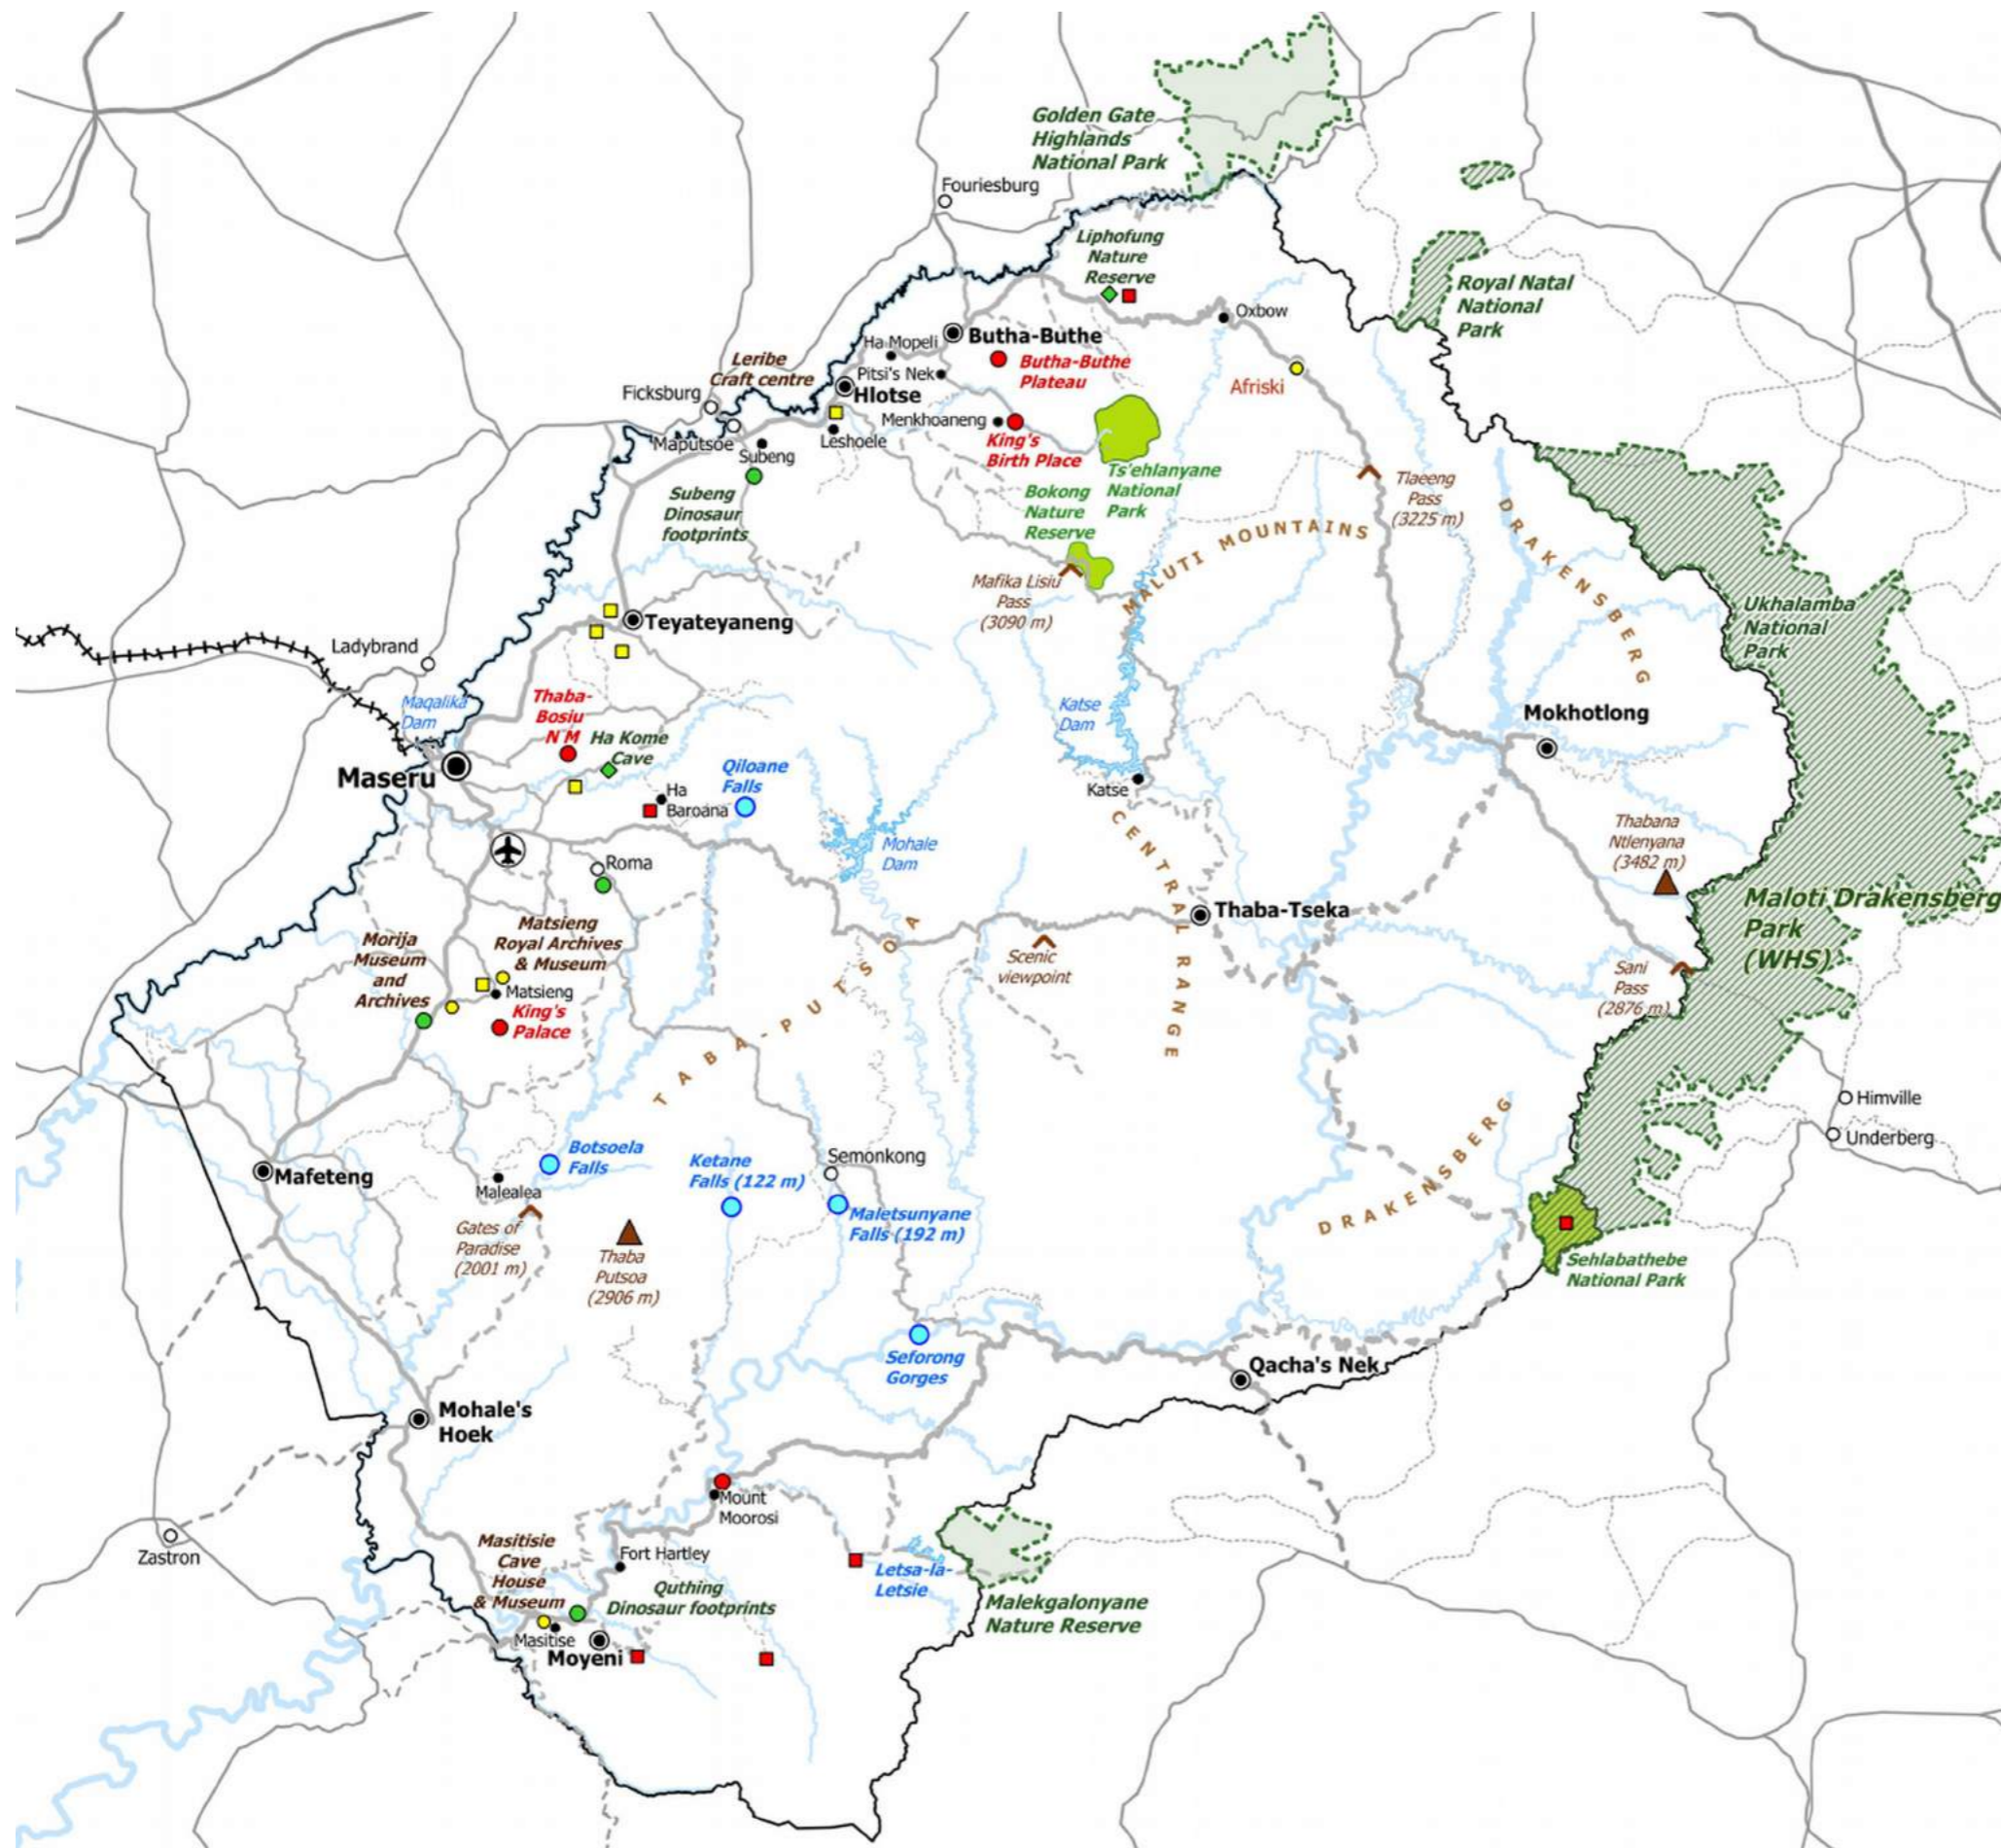 Golden Gate
Highlands
National Park
Fouriesburg
Liphofung
Nature
Reserve
Royal Natal
National
Park
Oxbow
Butha-Buthe
Ha Mopeli
Butha-Buthe
Plateau
Leribe
Craft centre
Pitsi's Nek
Afriski
Ficksburg
Hlotse
Menkhoaneng
Maputsoe
Leshoele
King's
Birth Place
Subeng
Ts'ehlanyane
National
Park
Tlaeeng
Pass
(3225 m)
Subeng
Dinosaur
footprints
Bokong
Nature
Reserve
MALUTI MOUNTAINS
DRAKENSBERG
Mafika Lisiu
Pass
(3090 m)
Ukhalamba
National
Park
Teyateyaneng
Ladybrand
Maqalika
Dam
Thaba-
Bosiu
N M
Ha Kome
Cave
Katse
Dam
Mokhotlong
Maseru
Qiloane
Falls
Ha
Baroana
Katse
Mohale
Dam
CENTRAL RANGE
Thabana
Ntlenyana
(3482 m)
Roma
Maloti Drakensberg
Park
(WHS)
Thaba-Tseka
Matsieng
Royal Archives
& Museum
Morija
Museum
and
Archives
Scenic
viewpoint
Sani
Pass
(2876 m)
Matsieng
King's
Palace
TABA-PUTSOA
Himville
Underberg
Botsoela
Falls
Ketane
Falls (122 m)
Semonkong
DRAKENSBERG
Mafeteng
Malealea
Maletsunyane
Falls (192 m)
Gates of
Paradise
(2001 m)
Thaba
Putsoa
(2906 m)
Sehlabathebe
National Park
Seforong
Gorges
Qacha's Nek
Mohale's
Hoek
Mount
Moorosi
Zastron
Masitisie
Cave
House
& Museum
Fort Hartley
Letsa-la-
Letsie
Quthing
Dinosaur footprints
Malekgalonyane
Nature Reserve
Masitise
Moyeni